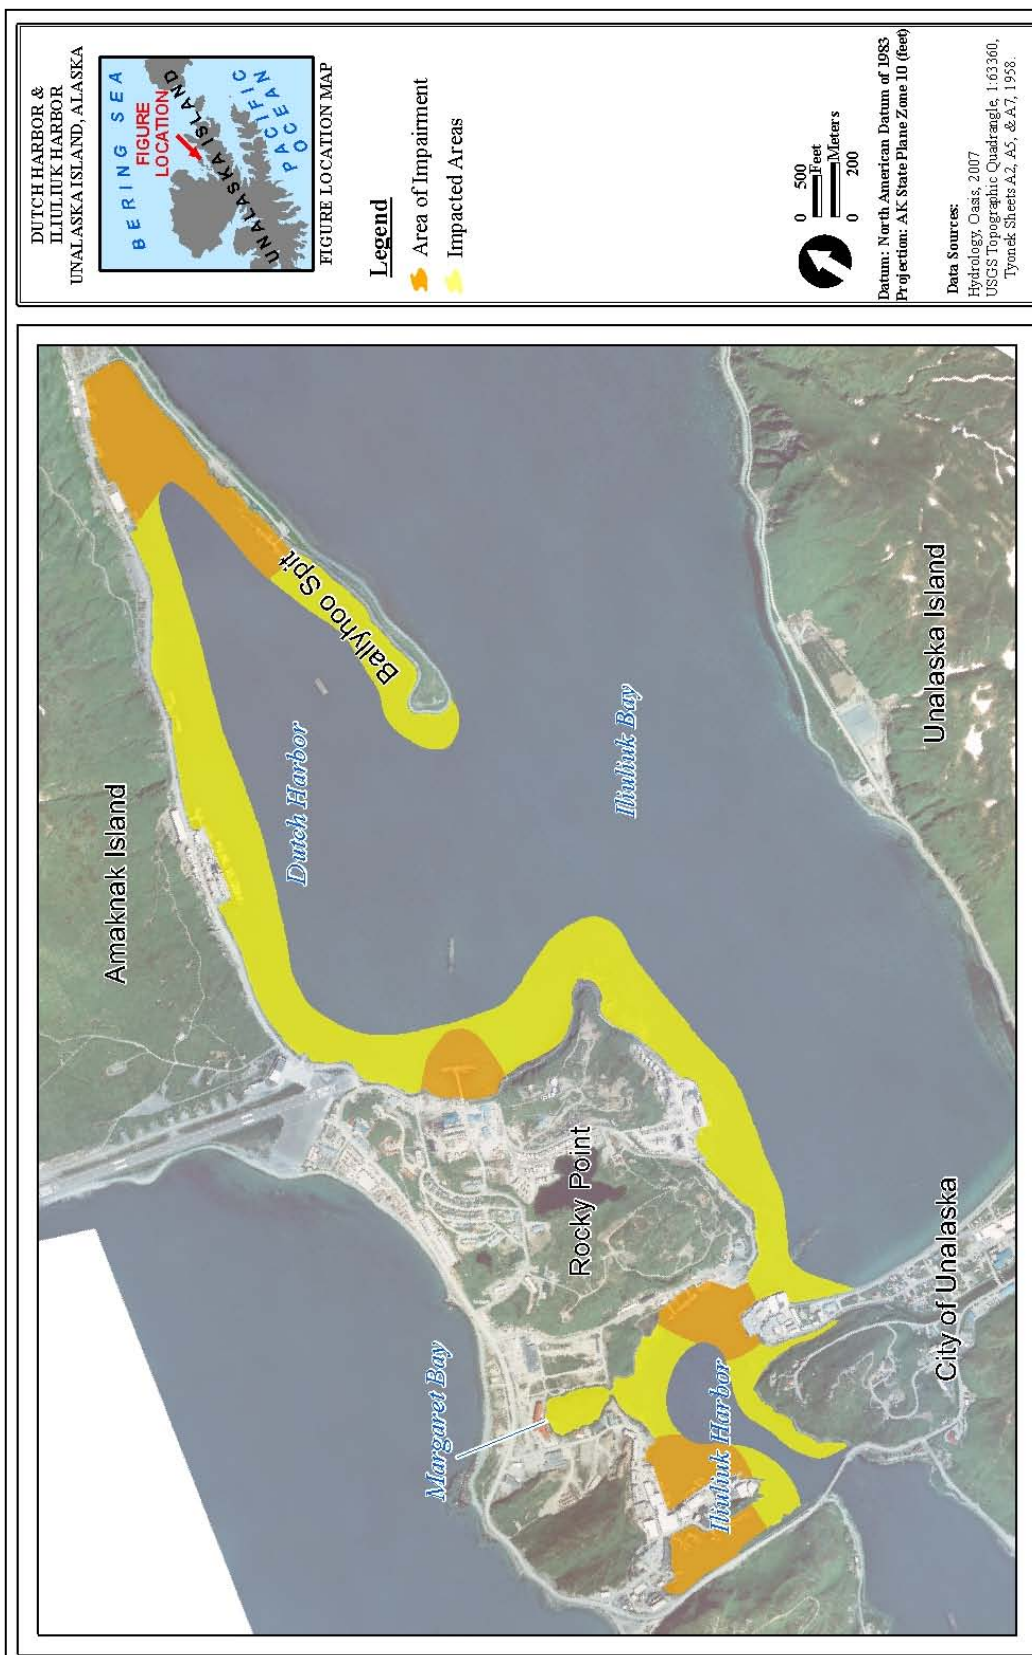 DUTCH HARBOR &
ILIULIUK HARBOR
UNALASKA ISLAND, ALASKA
BERING SEA
FIGURE
LOCATION
UNALASKA ISLAND
PACIFIC
OCEAN
FIGURE LOCATION MAP
Legend
Area of Impairment
Impacted Areas
0 500
Feet
Meters
0 200
Datum: North American Datum of 1983
Projection: AK State Plane Zone 10 (feet)
Data Sources:
Hydrology, Oasis, 2007
USGS Topographic Quadrangle, 1:63360,
Tyonek Sheets A2, A5, & A7, 1958.
Amaknak Island
Ballyhoo Spit
Dutch Harbor
Iliuliuk Bay
Unalaska Island
Margaret Bay
Rocky Point
Iliuliuk Harbor
City of Unalaska